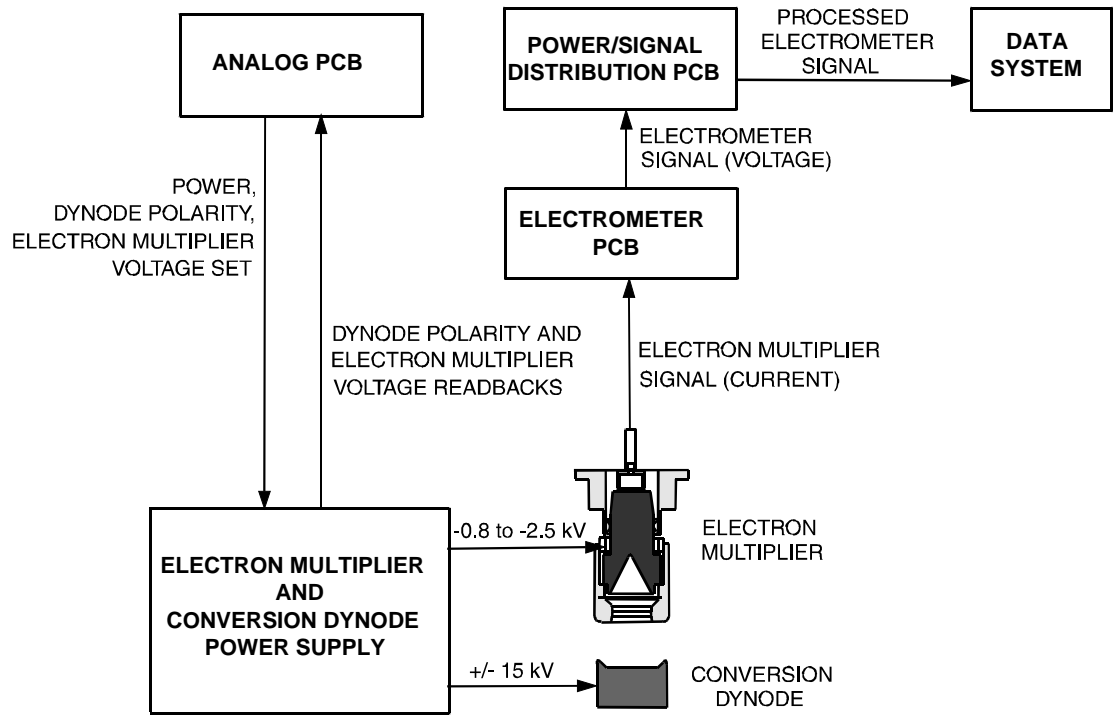 ANALOG PCB
POWER/SIGNAL
DISTRIBUTION PCB
PROCESSED
ELECTROMETER
SIGNAL
DATA
SYSTEM
ELECTROMETER
SIGNAL (VOLTAGE)
POWER,
DYNODE POLARITY,
ELECTRON MULTIPLIER
VOLTAGE SET
ELECTROMETER
PCB
DYNODE POLARITY AND
ELECTRON MULTIPLIER
VOLTAGE READBACKS
ELECTRON MULTIPLIER
SIGNAL (CURRENT)
ELECTRON MULTIPLIER
AND
CONVERSION DYNODE
POWER SUPPLY
-0.8 to -2.5 kV
ELECTRON
MULTIPLIER
+/- 15 kV
CONVERSION
DYNODE